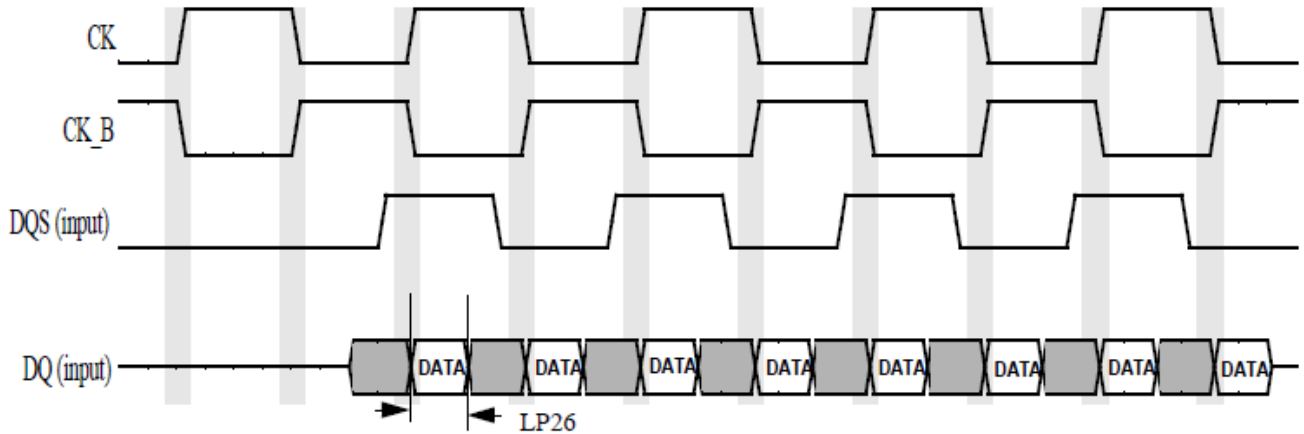 CK
CK_B
DQS (input)
DQ (input)
DATA DATA DATA DATA DATA DATA DATA DATA
LP26